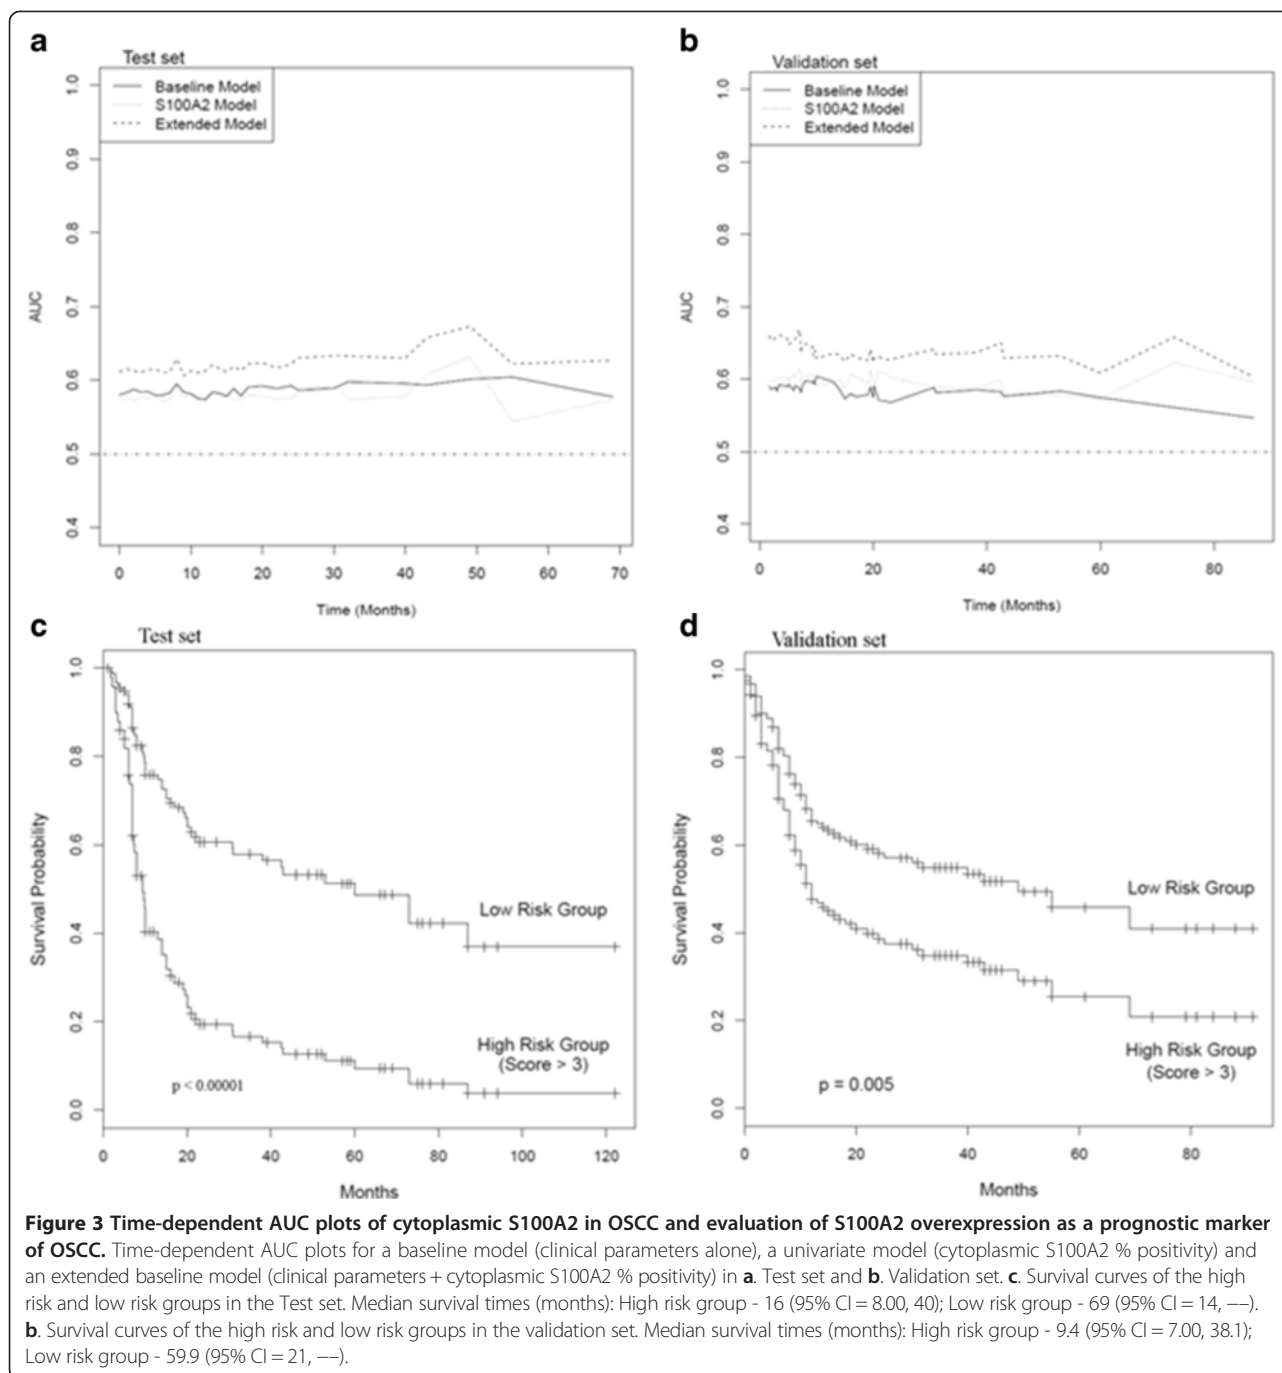 a
Test set
Baseline Model
S100A2 Model
Extended Model
1.0
0.9
0.8
0.7
0.6
0.5
0.4
AUC
0 10 20 30 40 50 60 70
Time (Months)
b
Validation set
Baseline Model
S100A2 Model
Extended Model
1.0
0.9
0.8
0.7
0.6
0.5
0.4
AUC
0 20 40 60 80
Time (Months)
c
Test set
1.0
0.8
0.6
0.4
0.2
0.0
Survival Probability
Low Risk Group
High Risk Group
(Score > 3)
p < 0.00001
0 20 40 60 80 100 120
Months
d
Validation set
1.0
0.8
0.6
0.4
0.2
0.0
Survival Probability
Low Risk Group
High Risk Group
(Score > 3)
p = 0.005
0 20 40 60 80
Months
Figure 3 Time-dependent AUC plots of cytoplasmic S100A2 in OSCC and evaluation of S100A2 overexpression as a prognostic marker
of OSCC. Time-dependent AUC plots for a baseline model (clinical parameters alone), a univariate model (cytoplasmic S100A2 % positivity) and
an extended baseline model (clinical parameters + cytoplasmic S100A2 % positivity) in a. Test set and b. Validation set. c. Survival curves of the high
risk and low risk groups in the Test set. Median survival times (months): High risk group - 16 (95% CI = 8.00, 40); Low risk group - 69 (95% CI = 14, −−).
b. Survival curves of the high risk and low risk groups in the validation set. Median survival times (months): High risk group - 9.4 (95% CI = 7.00, 38.1);
Low risk group - 59.9 (95% CI = 21, −−).